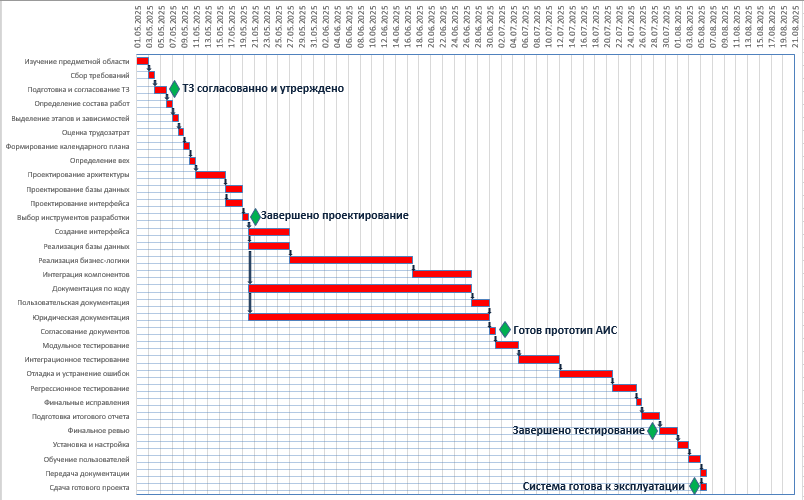 01.05.2025
03.05.2025
05.05.2025
07.05.2025
09.05.2025
11.05.2025
13.05.2025
15.05.2025
17.05.2025
19.05.2025
21.05.2025
23.05.2025
25.05.2025
27.05.2025
29.05.2025
31.05.2025
02.06.2025
04.06.2025
06.06.2025
08.06.2025
10.06.2025
12.06.2025
14.06.2025
16.06.2025
18.06.2025
20.06.2025
22.06.2025
24.06.2025
26.06.2025
28.06.2025
30.06.2025
02.07.2025
04.07.2025
06.07.2025
08.07.2025
10.07.2025
12.07.2025
14.07.2025
16.07.2025
18.07.2025
20.07.2025
22.07.2025
24.07.2025
26.07.2025
28.07.2025
30.07.2025
01.08.2025
03.08.2025
05.08.2025
07.08.2025
09.08.2025
11.08.2025
13.08.2025
15.08.2025
17.08.2025
19.08.2025
21.08.2025
Изучение предметной области
Сбор требований
Подготовка и согласование ТЗ
ТЗ согласованно и утрерждено
Определение состава работ
Выделение этапов и зависимостей
Оценка трудозатрат
Формирование календарного плана
Определение вех
Проектирование архитектуры
Проектирование базы данных
Проектирование интерфейса
Выбор инструментов разработки
Завершено проектирование
Создание интерфейса
Реализация базы данных
Реализация бизнес-логики
Интеграция компонентов
Документация по коду
Пользовательская документация
Юридическая документация
Согласование документов
Готов прототип АИС
Модульное тестирование
Интеграционное тестирование
Отладка и устранение ошибок
Регрессионное тестирование
Финальные исправления
Подготовка итогового отчета
Финальное ревью
Завершено тестирование
Установка и настройка
Обучение пользователей
Передача документации
Сдача готового проекта
Система готова к эксплуатации